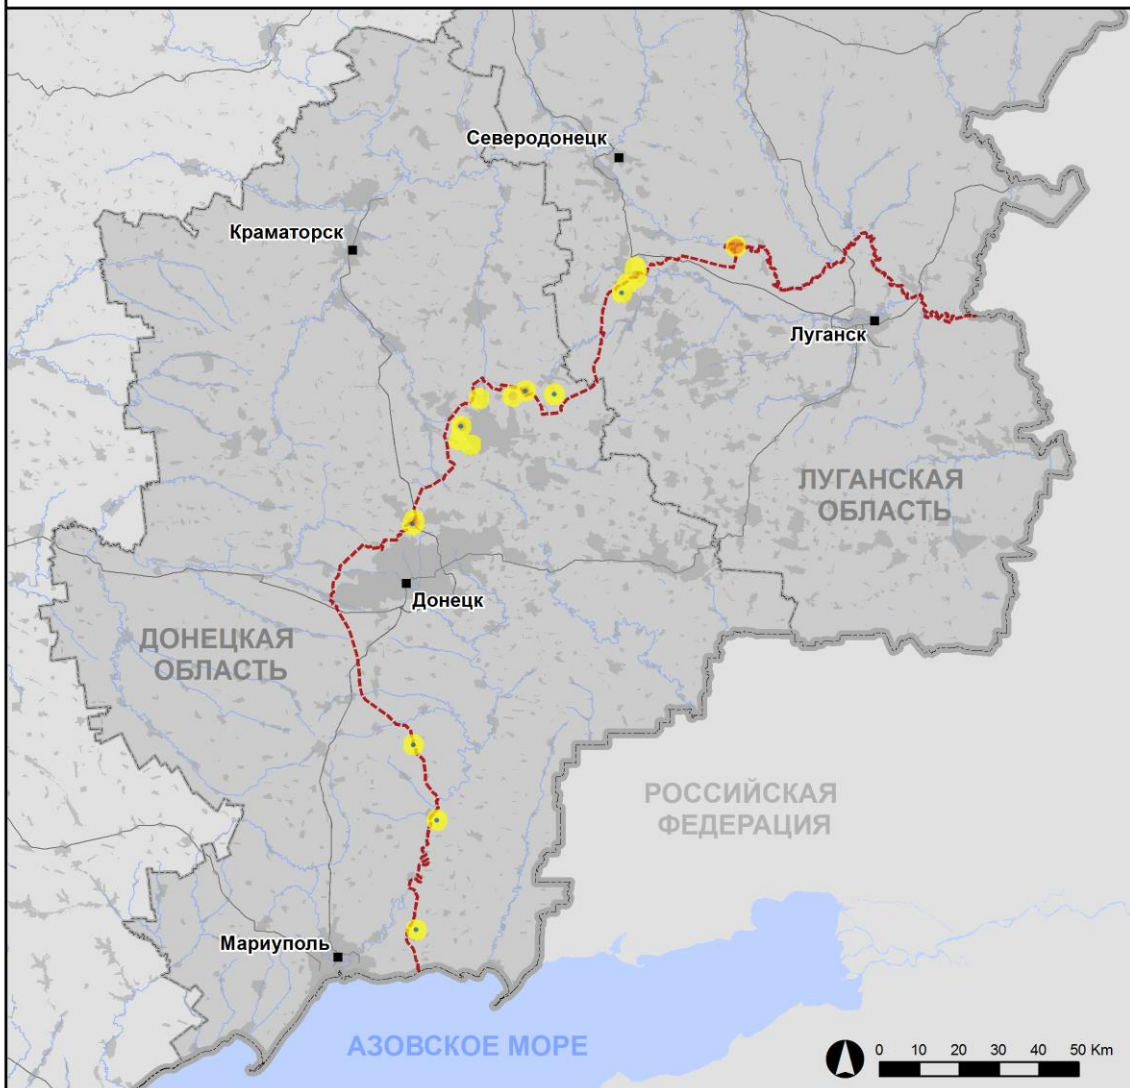 Северодонецк
Краматорск
Луганск
ЛУГАНСКАЯ
ОБЛАСТЬ
Донецк
ДОНЕЦКАЯ
ОБЛАСТЬ
РОССИЙСКАЯ
ФЕДЕРАЦИЯ
Мариуполь
АЗОВСКОЕ МОРЕ
0 10 20 30 40 50 Km